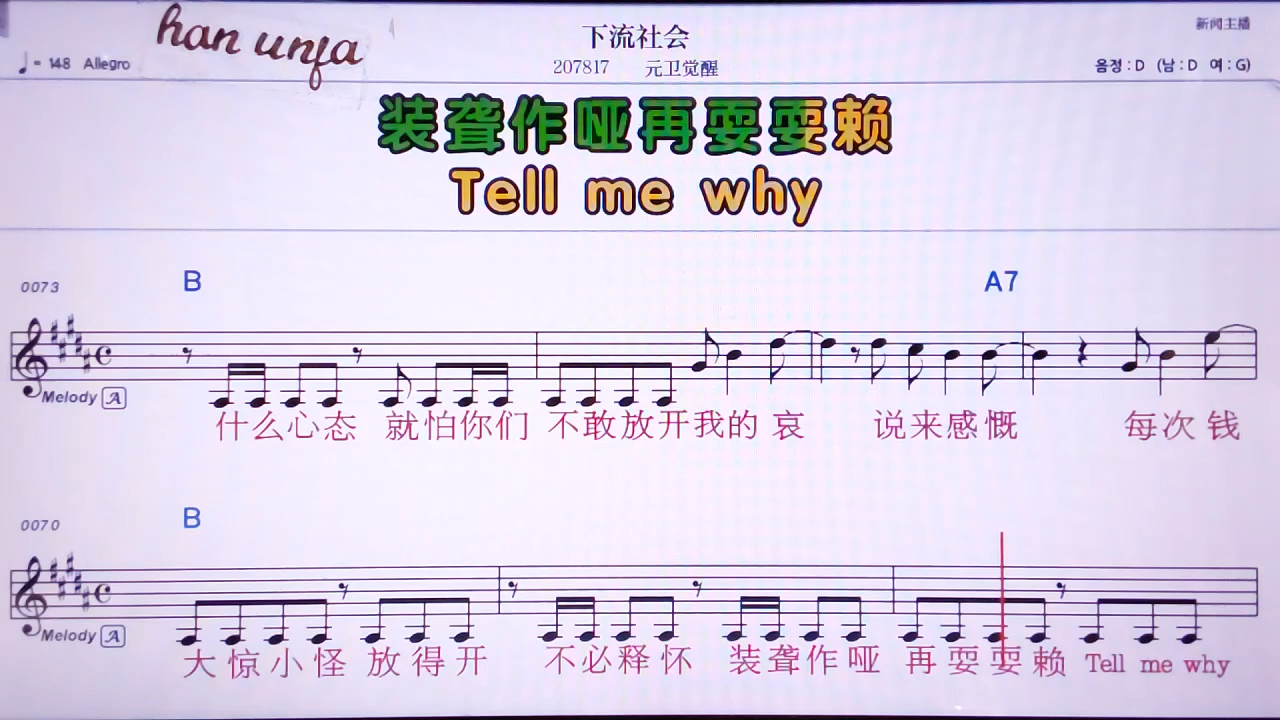 han unfa
下流社会
新闻主播
♩= 148 Allegro
207817 元卫觉醒
음정 : D (남 : D 여 : G)
装聋作哑再耍耍赖
Tell me why
0073
B A7
Melody A
什么心态 就怕你们 不敢放开我的哀 说来感慨 每次钱
0070
B
Melody A
大惊小怪 放得开 不必释怀 装聋作哑 再耍耍赖 Tell me why